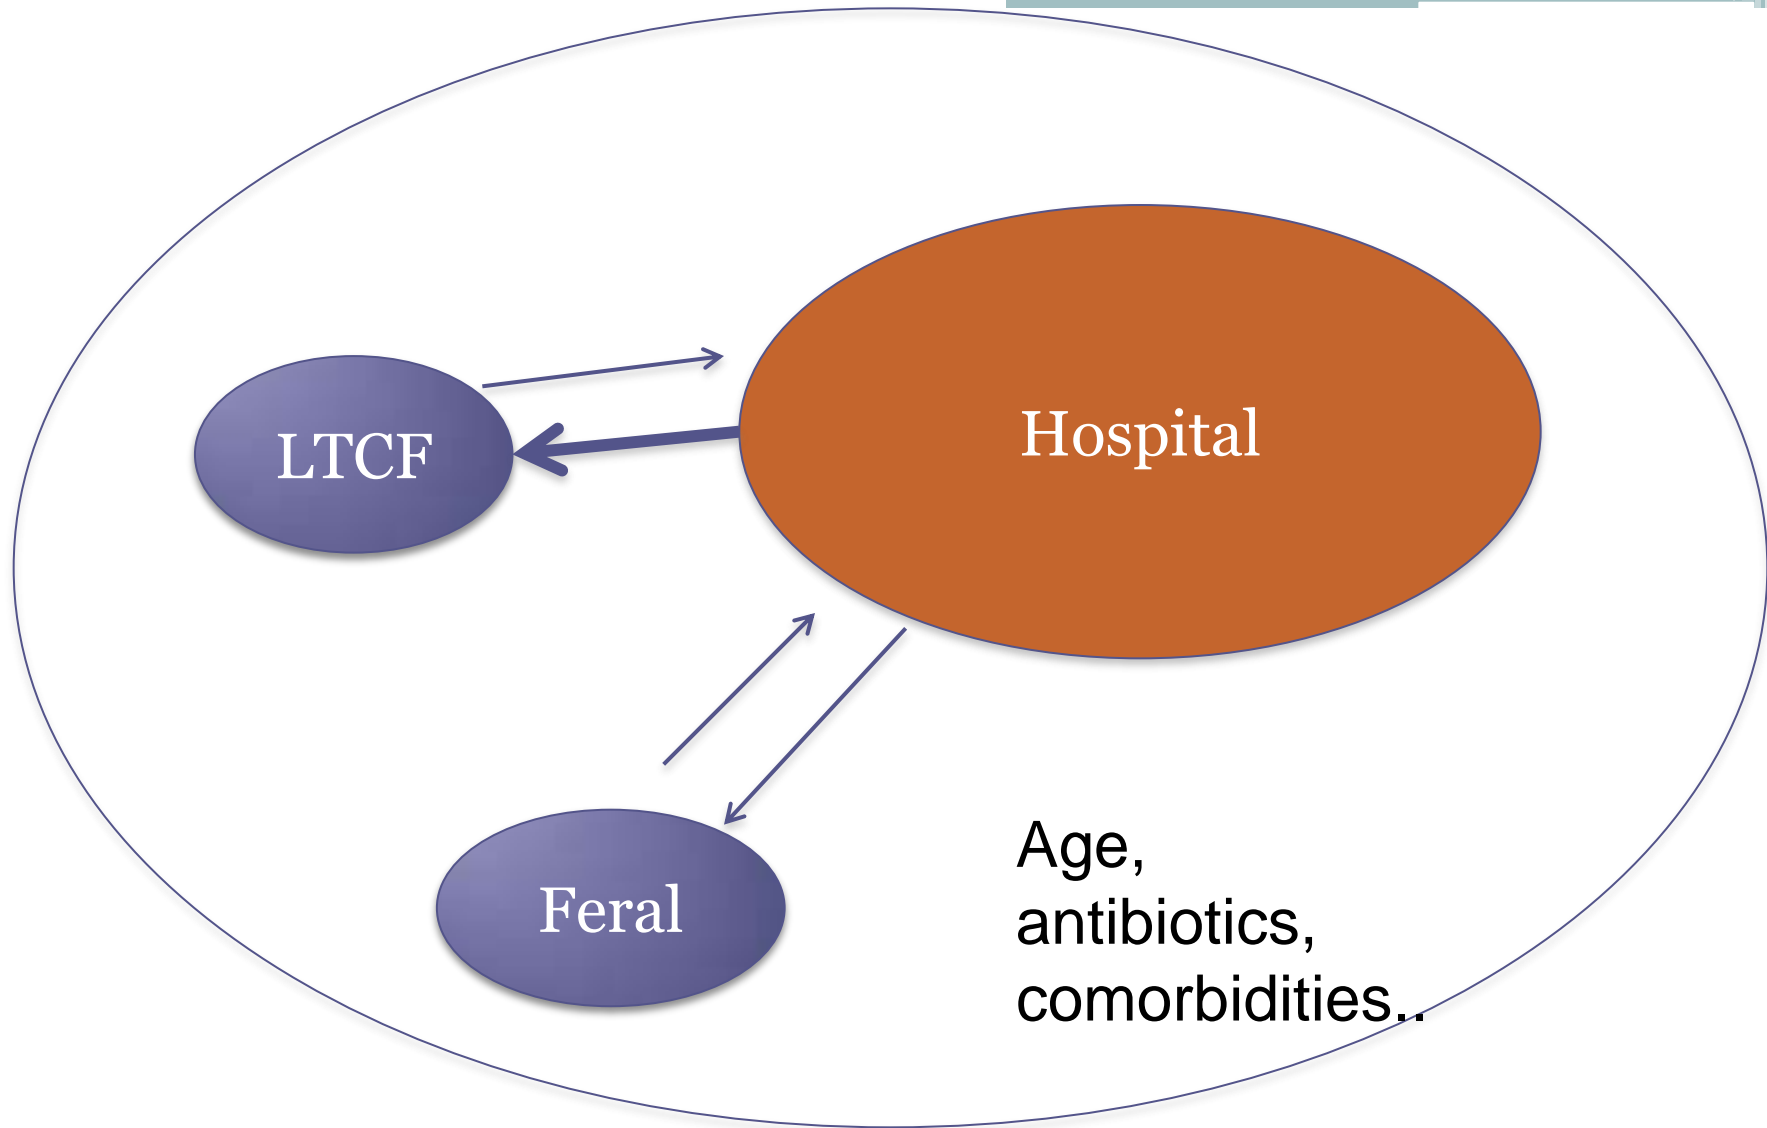 Hospital
LTCF
Feral
Age,
antibiotics,
comorbidities..